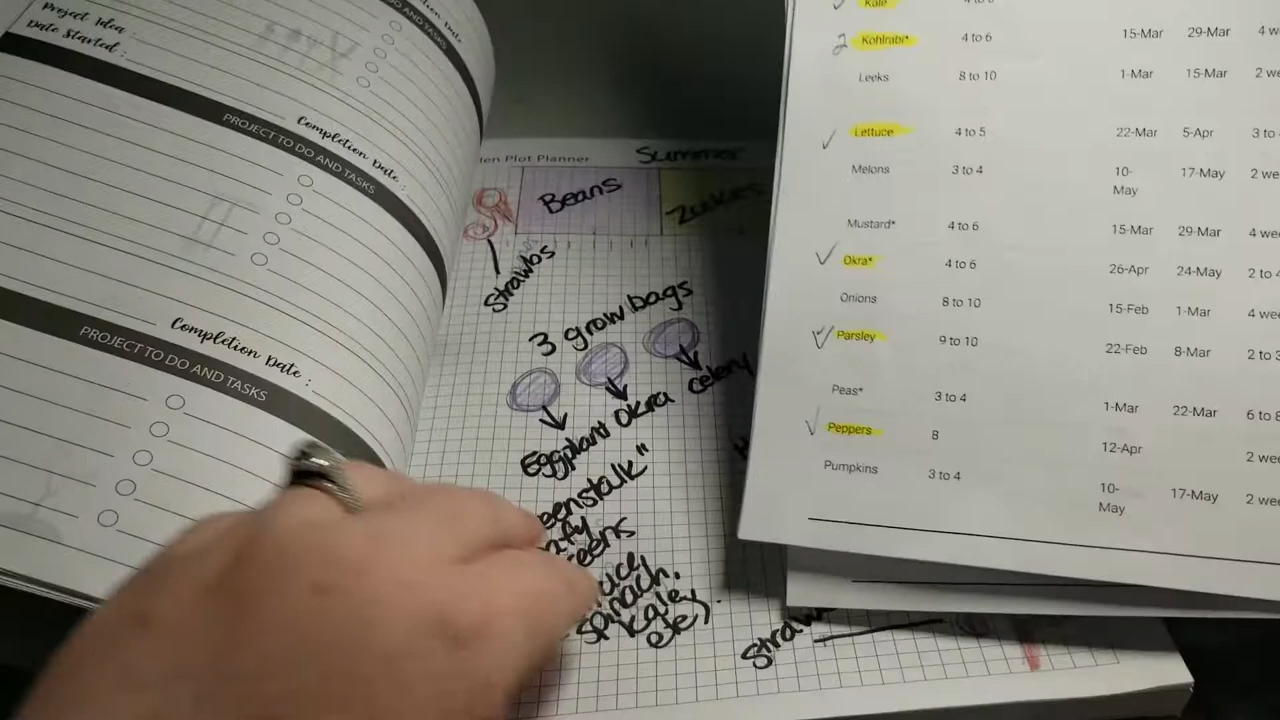 Completion Date
DO AND TASKS
Project Idea :
Date Started :
Completion Date :
PROJECT TO DO AND TASKS
Completion Date :
PROJECT TO DO AND TASKS
Plot Planner Summer
Beans
Zukes
Strawbs
3 grow bags
Eggplant Okra celery
Spinach.
Kale,
Kale
2 Kohlrabi* 4 to 6 15-Mar 29-Mar
Leeks 8 to 10 1-Mar 15-Mar
Lettuce 4 to 5 22-Mar 5-Apr
Melons 3 to 4 10-May 17-May
Mustard* 4 to 6 15-Mar 29-Mar
Okra* 4 to 6 26-Apr 24-May
Onions 8 to 10 15-Feb 1-Mar
Parsley 9 to 10 22-Feb 8-Mar
Peas* 3 to 4 1-Mar 22-Mar
Peppers 8 12-Apr
Pumpkins 3 to 4 10-May 17-May